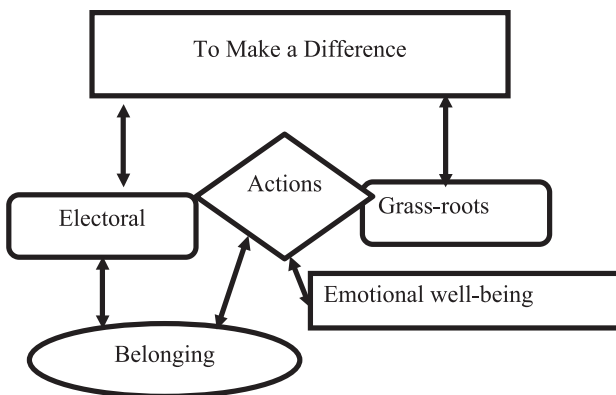 To Make a Difference
Actions
Electoral
Grass-roots
Emotional well-being
Belonging